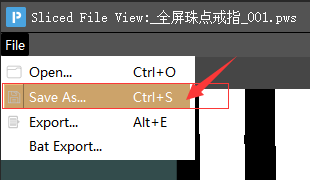 Sliced File View:_全屏珠点戒指_001.pws
File
Open... Ctrl+O
Save As... Ctrl+S
Export... Alt+E
Bat Export...